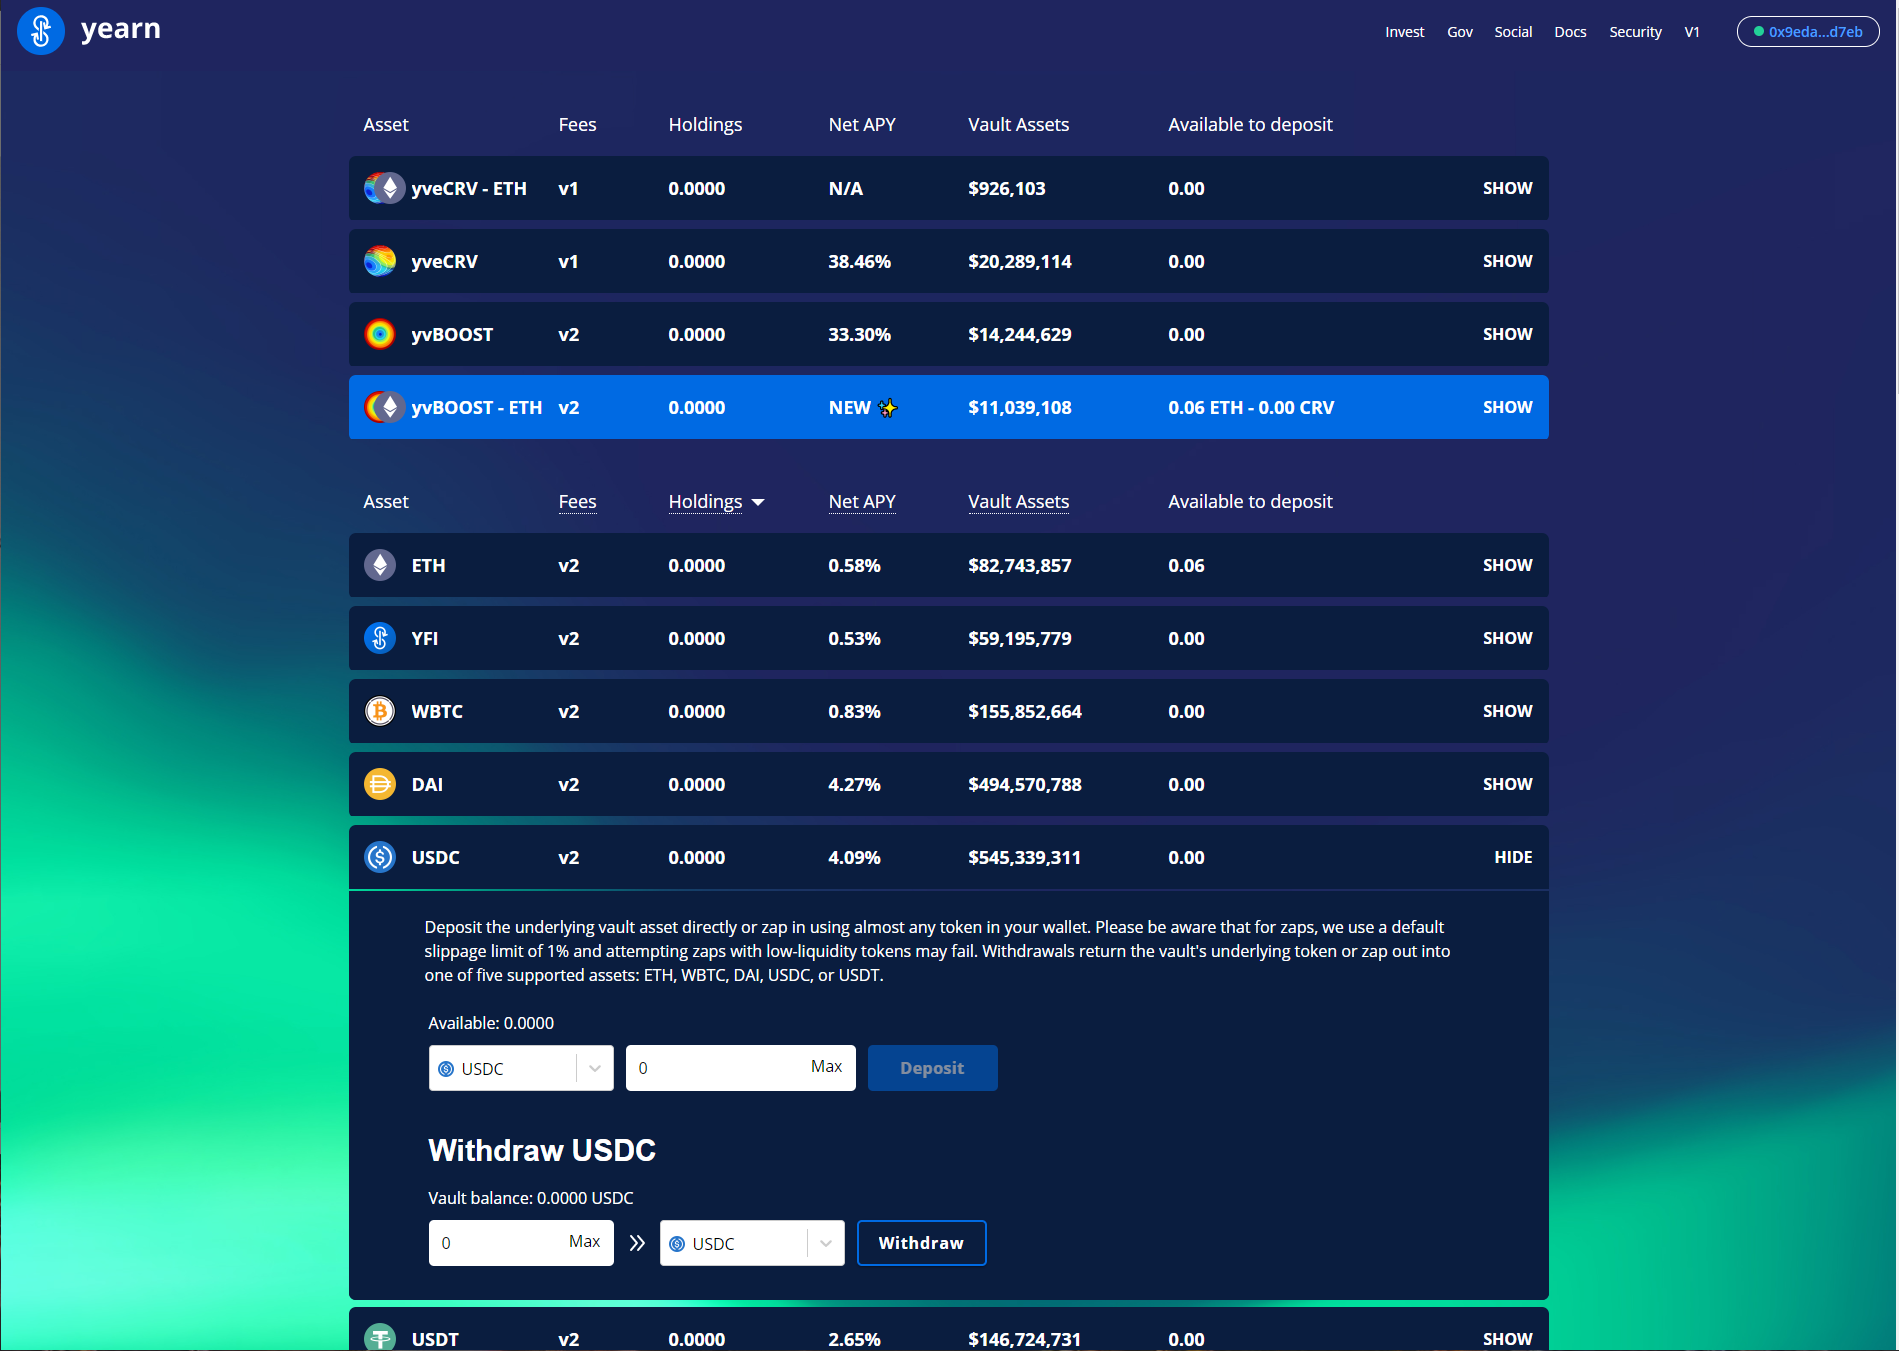 yearn
Invest Gov Social Docs Security V1 0x9eda...d7eb
Asset Fees Holdings Net APY Vault Assets Available to deposit
yveCRV - ETH v1 0.0000 N/A $926,103 0.00 SHOW
yveCRV v1 0.0000 38.46% $20,289,114 0.00 SHOW
yvBOOST v2 0.0000 33.30% $14,244,629 0.00 SHOW
yvBOOST - ETH v2 0.0000 NEW ✨ $11,039,108 0.06 ETH - 0.00 CRV SHOW
Asset Fees Holdings Net APY Vault Assets Available to deposit
ETH v2 0.0000 0.58% $82,743,857 0.06 SHOW
YFI v2 0.0000 0.53% $59,195,779 0.00 SHOW
WBTC v2 0.0000 0.83% $155,852,664 0.00 SHOW
DAI v2 0.0000 4.27% $494,570,788 0.00 SHOW
USDC v2 0.0000 4.09% $545,339,311 0.00 HIDE
Deposit the underlying vault asset directly or zap in using almost any token in your wallet. Please be aware that for zaps, we use a default
slippage limit of 1% and attempting zaps with low-liquidity tokens may fail. Withdrawals return the vault's underlying token or zap out into
one of five supported assets: ETH, WBTC, DAI, USDC, or USDT.
Available: 0.0000
USDC 0 Max Deposit
Withdraw USDC
Vault balance: 0.0000 USDC
0 Max USDC Withdraw
USDT v2 0.0000 2.65% $146,724,731 0.00 SHOW